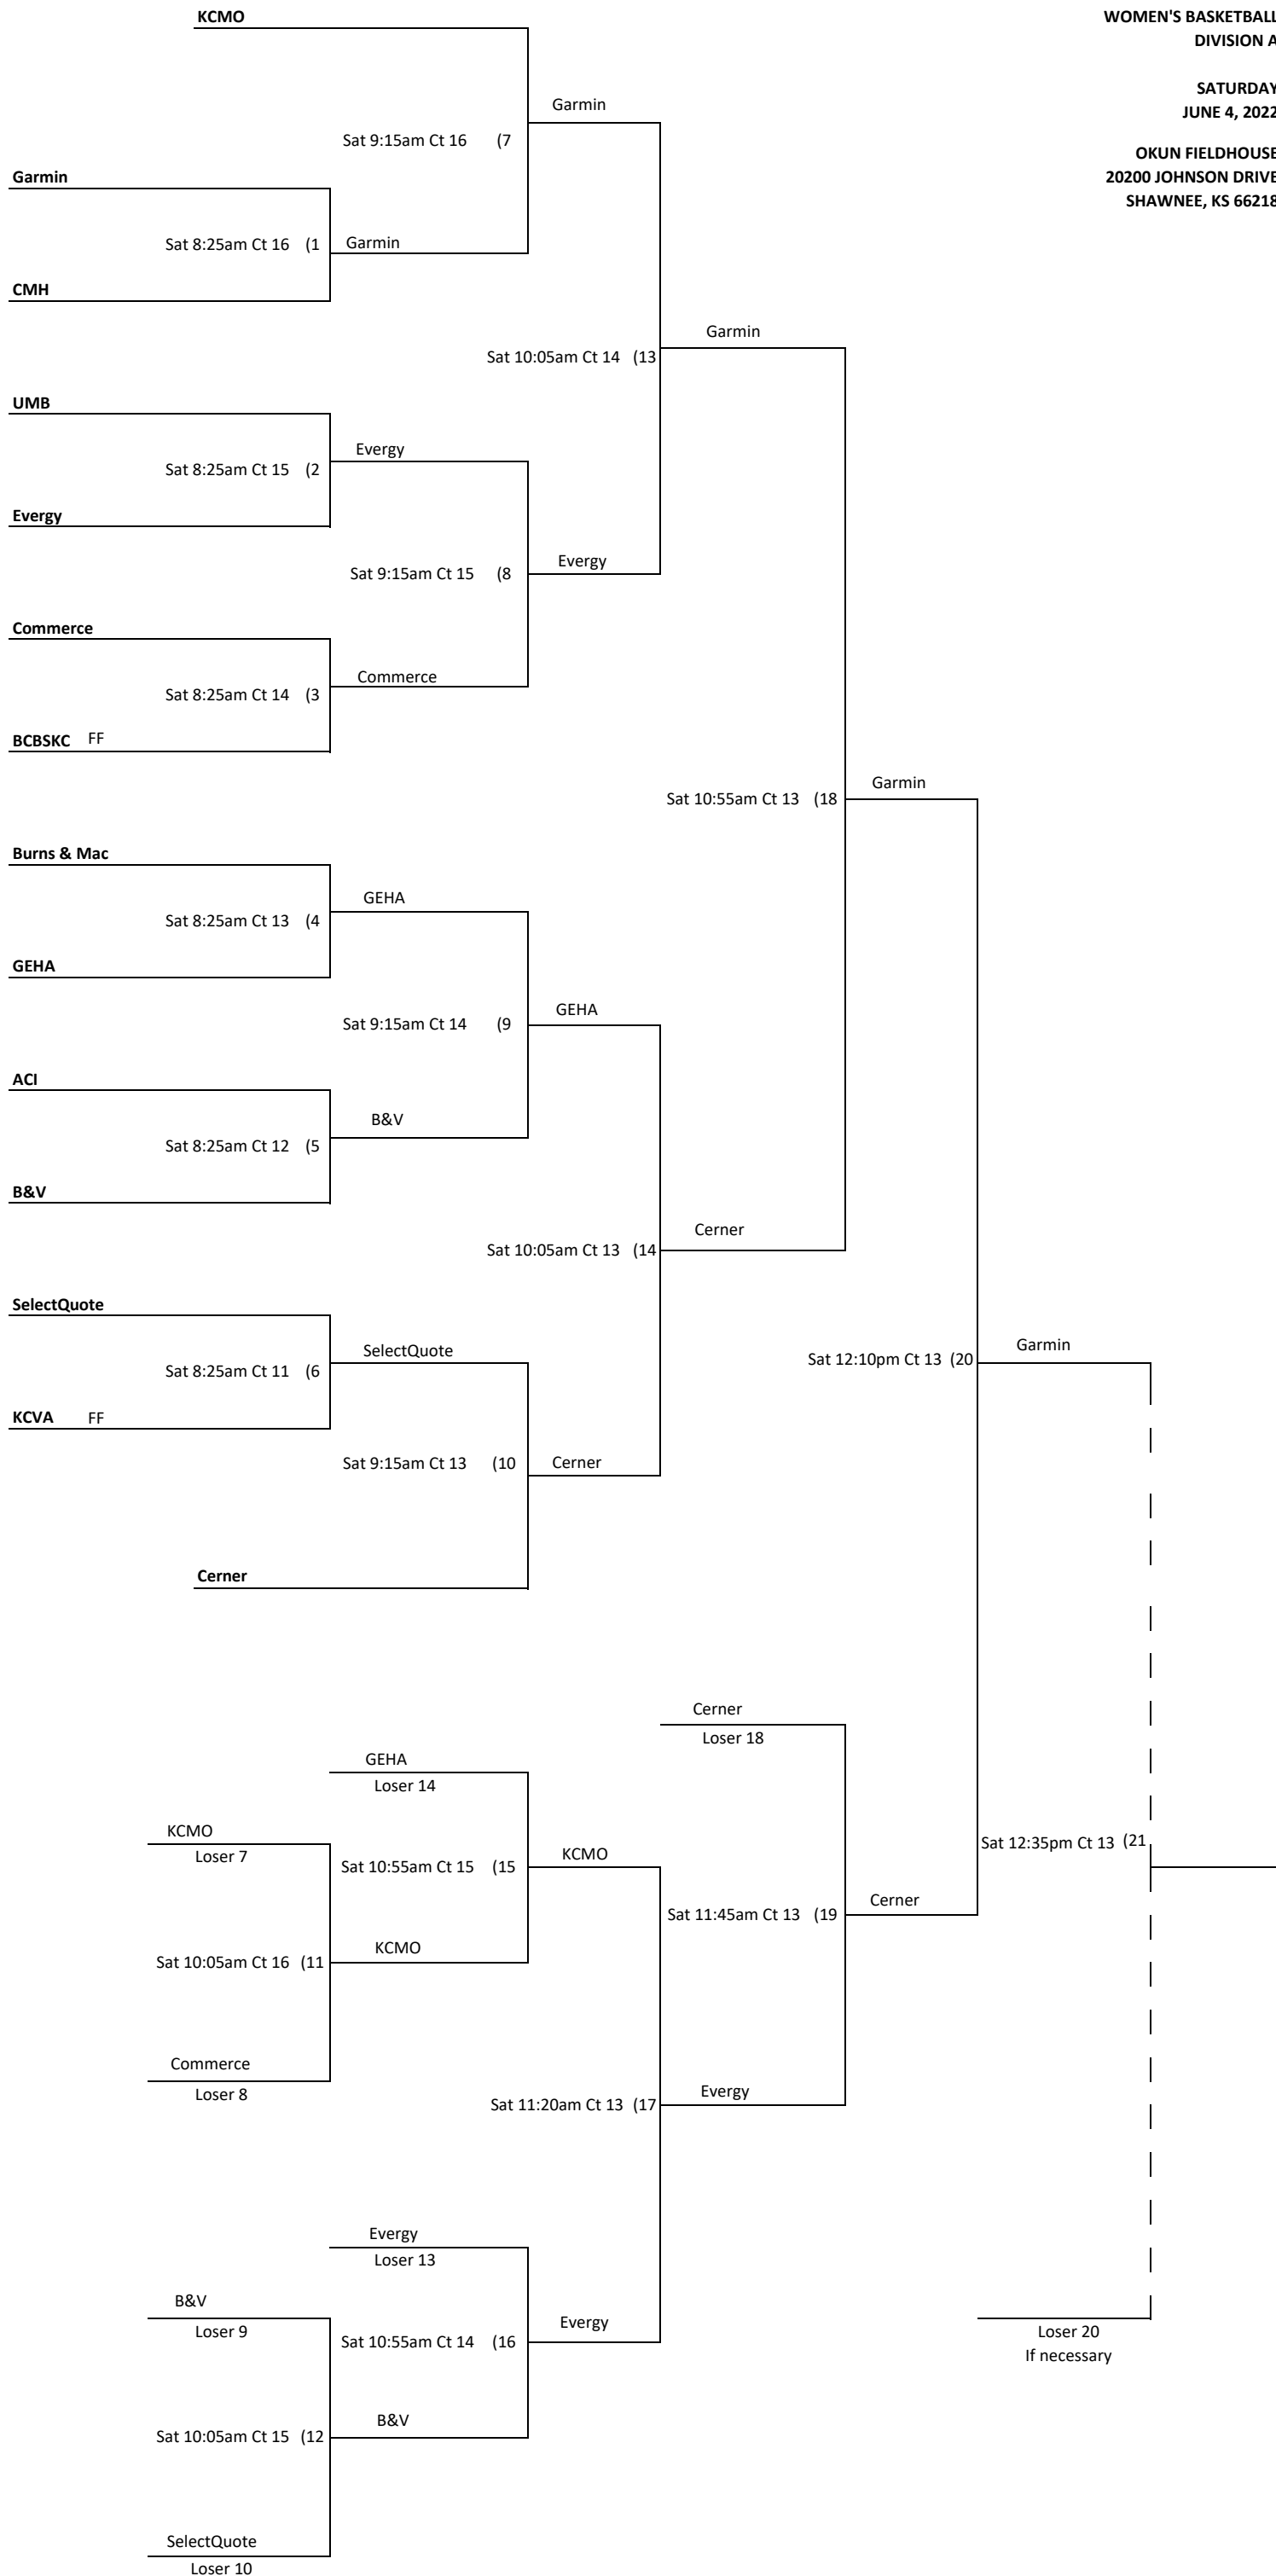 KCMO
WOMEN'S BASKETBALL
DIVISION A
SATURDAY
JUNE 4, 2022
OKUN FIELDHOUSE
20200 JOHNSON DRIVE
SHAWNEE, KS 66218
Garmin
Sat 9:15am Ct 16 (7
Garmin
Sat 8:25am Ct 16 (1
Garmin
CMH
Garmin
Sat 10:05am Ct 14 (13
UMB
Evergy
Sat 8:25am Ct 15 (2
Evergy
Evergy
Sat 9:15am Ct 15 (8
Commerce
Commerce
Sat 8:25am Ct 14 (3
BCBSKC FF
Garmin
Sat 10:55am Ct 13 (18
Burns & Mac
GEHA
Sat 8:25am Ct 13 (4
GEHA
GEHA
Sat 9:15am Ct 14 (9
ACI
B&V
Sat 8:25am Ct 12 (5
B&V
Cerner
Sat 10:05am Ct 13 (14
SelectQuote
SelectQuote
Garmin
Sat 12:10pm Ct 13 (20
Sat 8:25am Ct 11 (6
KCVA FF
Sat 9:15am Ct 13 (10
Cerner
Cerner
Cerner
Loser 18
GEHA
Loser 14
KCMO
Loser 7
Sat 12:35pm Ct 13 (21
KCMO
Sat 10:55am Ct 15 (15
Cerner
Sat 11:45am Ct 13 (19
KCMO
Sat 10:05am Ct 16 (11
Commerce
Loser 8
Evergy
Sat 11:20am Ct 13 (17
Evergy
Loser 13
B&V
Loser 9
Evergy
Sat 10:55am Ct 14 (16
Loser 20
If necessary
B&V
Sat 10:05am Ct 15 (12
SelectQuote
Loser 10